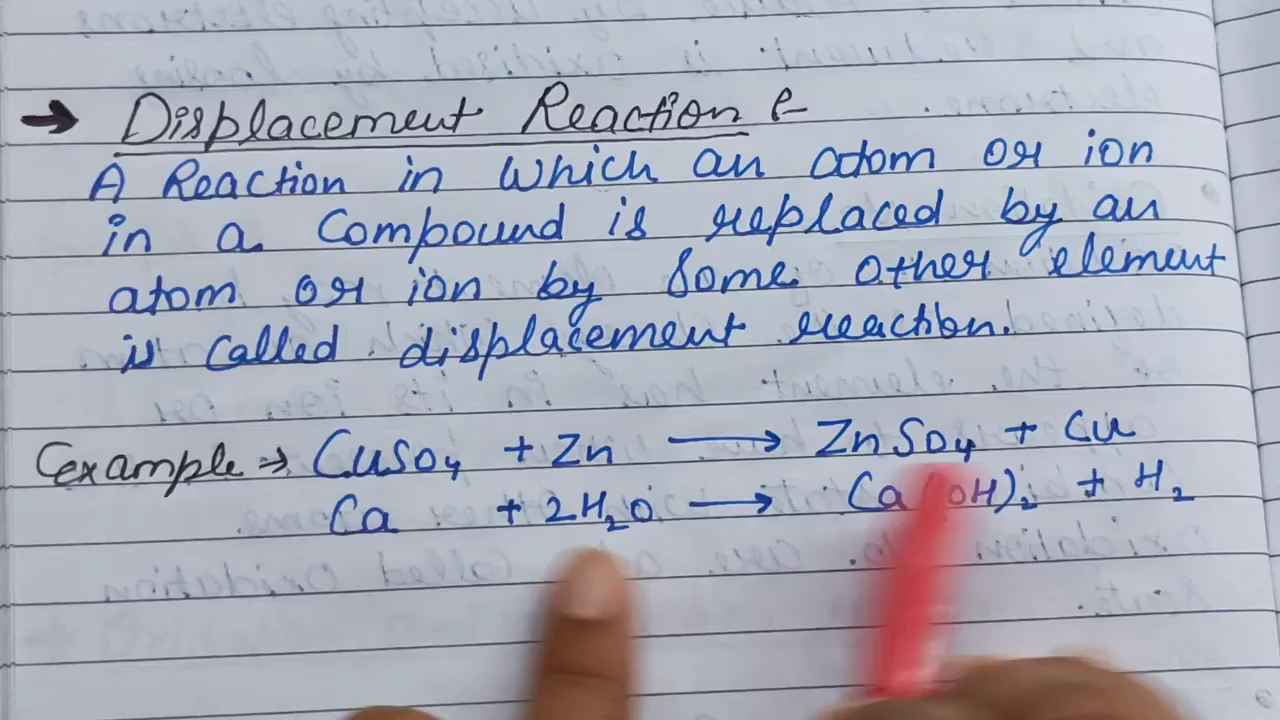 → Displacement Reaction :-
A Reaction in which an atom or ion
in a Compound is replaced by an
atom or ion by some other element
is called displacement reaction.
Example ⇒ CuSO₄ + Zn ⟶ ZnSO₄ + Cu
Ca + 2H₂O ⟶ Ca(OH)₂ + H₂